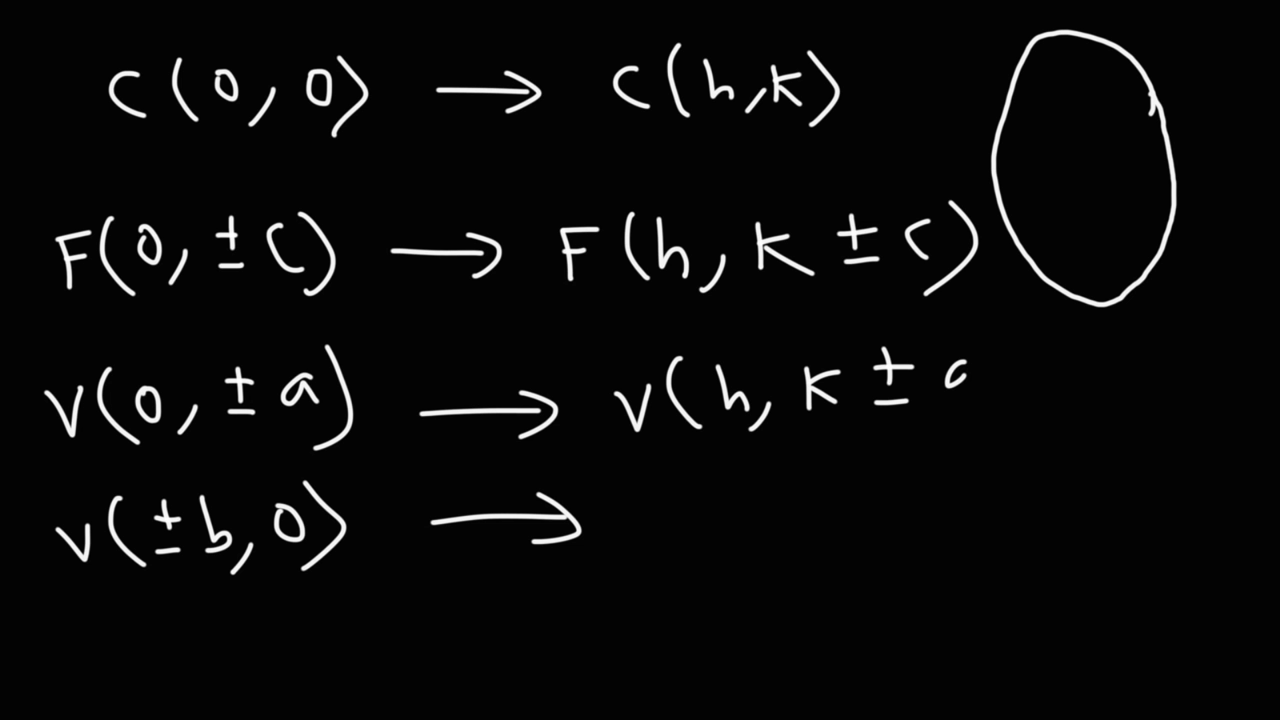 C(0,0) → C(h,k)
F(0, ±c) → F(h, k ± c)
V(0, ±a) → V(h, k ± c
V(±b,0) →